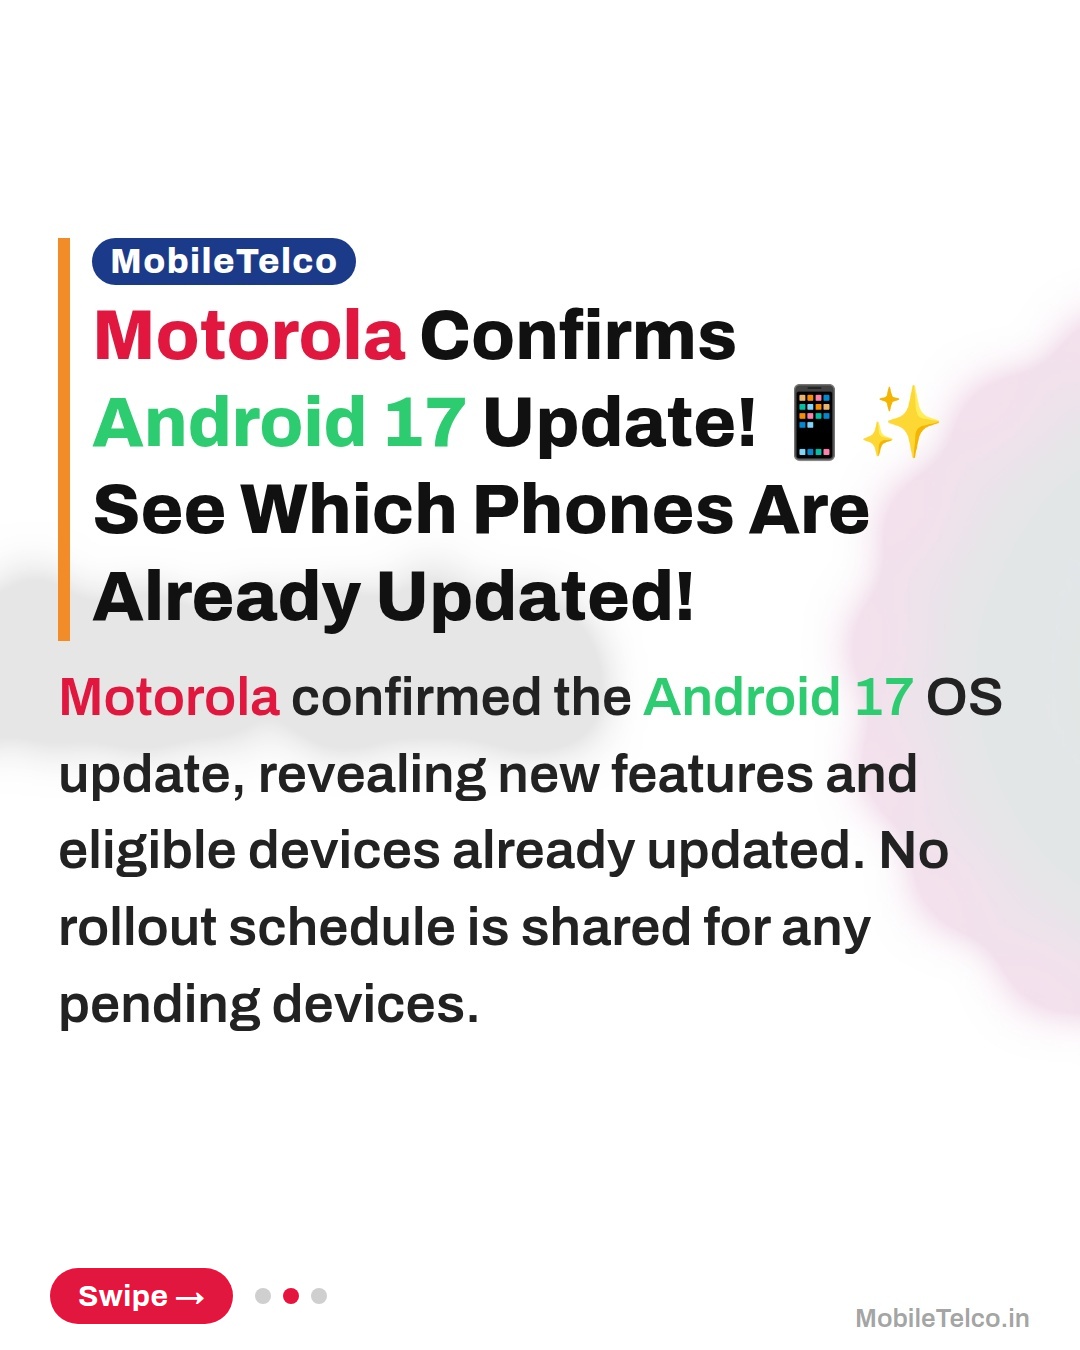 MobileTelco
Motorola Confirms
Android 17 Update! 📱✨
See Which Phones Are
Already Updated!
Motorola confirmed the Android 17 OS
update, revealing new features and
eligible devices already updated. No
rollout schedule is shared for any
pending devices.
Swipe →
MobileTelco.in